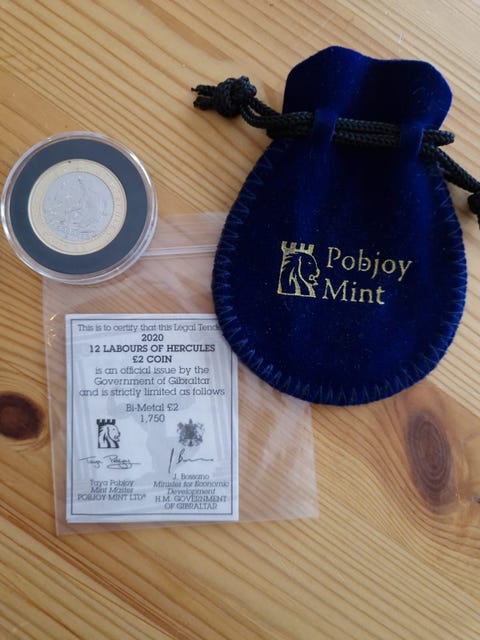 Pobjoy
Mint
This is to certify that this Legal Tender
2020
12 LABOURS OF HERCULES
£2 COIN
is an official issue by the
Government of Gibraltar
and is strictly limited as follows
Bi-Metal £2
1,750
Taya Pobjoy
Mint Master
POBJOY MINT LTD®
J. Bossano
Minister for Economic
Development
H.M. GOVERNMENT
OF GIBRALTAR